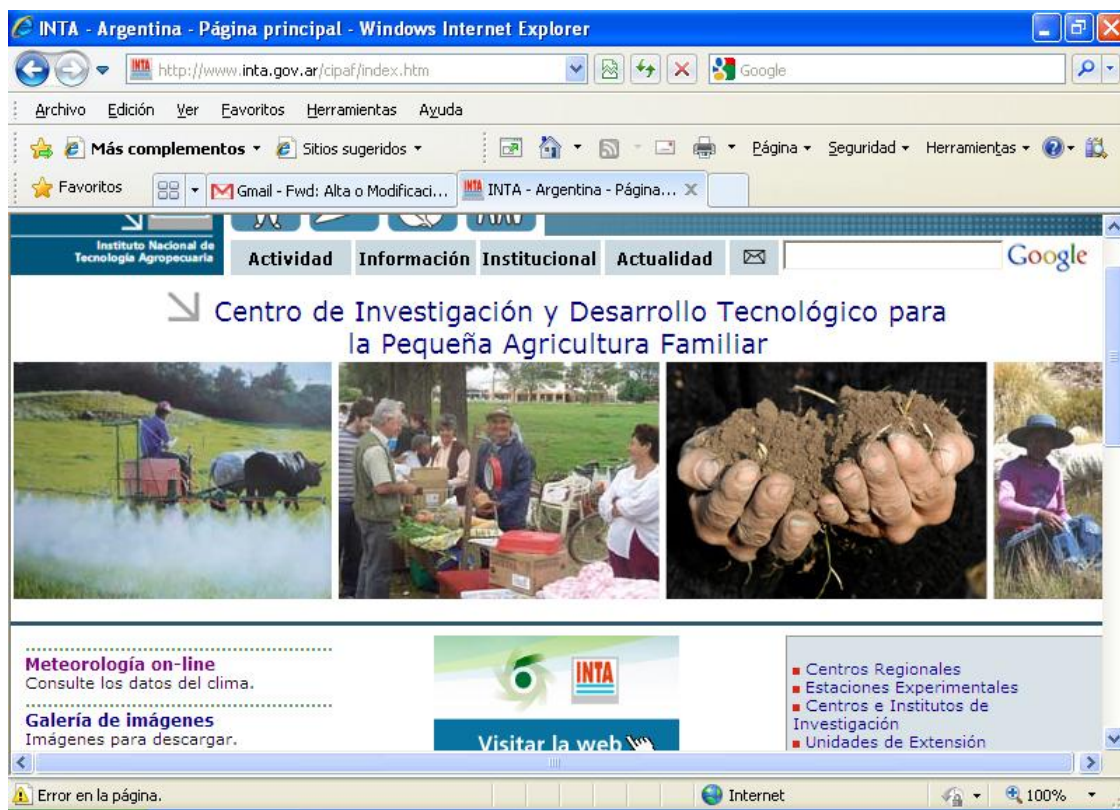 INTA - Argentina - Página principal - Windows Internet Explorer
INTA http://www.inta.gov.ar/cipaf/index.htm Google
Archivo Edición Ver Favoritos Herramientas Ayuda
Más complementos Sitios sugeridos Página Seguridad Herramientas
Favoritos Gmail - Fwd: Alta o Modificaci... INTA INTA - Argentina - Página... X
Instituto Nacional de
Tecnología Agropecuaria
Actividad Información Institucional Actualidad Google
Centro de Investigación y Desarrollo Tecnológico para
la Pequeña Agricultura Familiar
Meteorología on-line
Consulte los datos del clima.
Galería de imágenes
Imágenes para descargar.
INTA
Visitar la web
Centros Regionales
Estaciones Experimentales
Centros e Institutos de
Investigación
Unidades de Extensión
Error en la página. Internet 100%